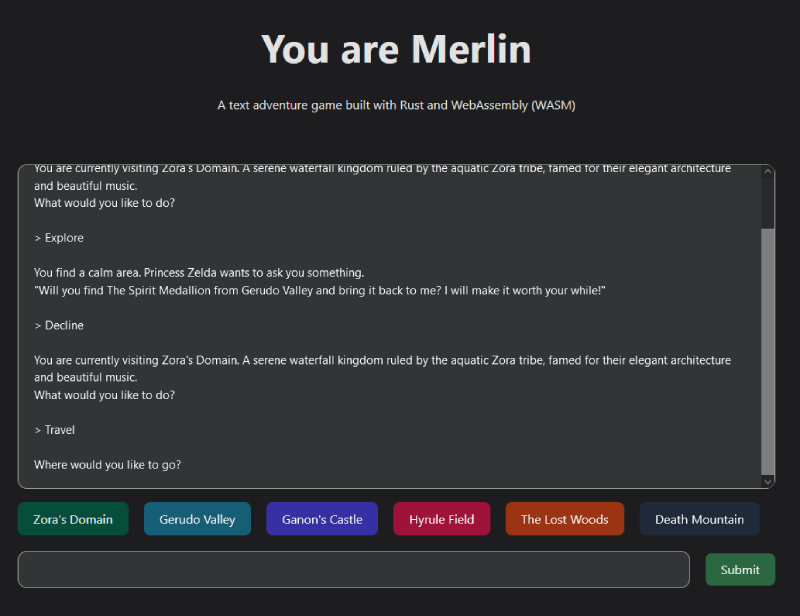 You are Merlin
A text adventure game built with Rust and WebAssembly (WASM)
You are currently visiting Zora's Domain. A serene waterfall kingdom ruled by the aquatic Zora tribe, famed for their elegant architecture
and beautiful music.
What would you like to do?
> Explore
You find a calm area. Princess Zelda wants to ask you something.
"Will you find The Spirit Medallion from Gerudo Valley and bring it back to me? I will make it worth your while!"
> Decline
You are currently visiting Zora's Domain. A serene waterfall kingdom ruled by the aquatic Zora tribe, famed for their elegant architecture
and beautiful music.
What would you like to do?
> Travel
Where would you like to go?
Zora's Domain Gerudo Valley Ganon's Castle Hyrule Field The Lost Woods Death Mountain
Submit